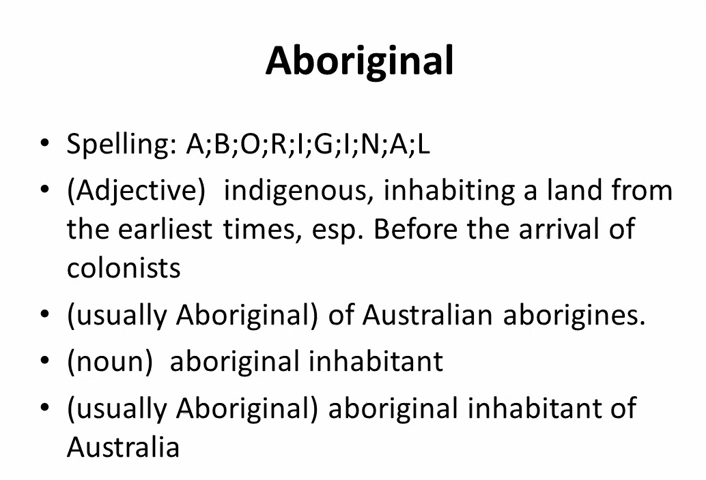 Aboriginal
• Spelling: A;B;O;R;I;G;I;N;A;L
• (Adjective) indigenous, inhabiting a land from
the earliest times, esp. Before the arrival of
colonists
• (usually Aboriginal) of Australian aborigines.
• (noun) aboriginal inhabitant
• (usually Aboriginal) aboriginal inhabitant of
Australia